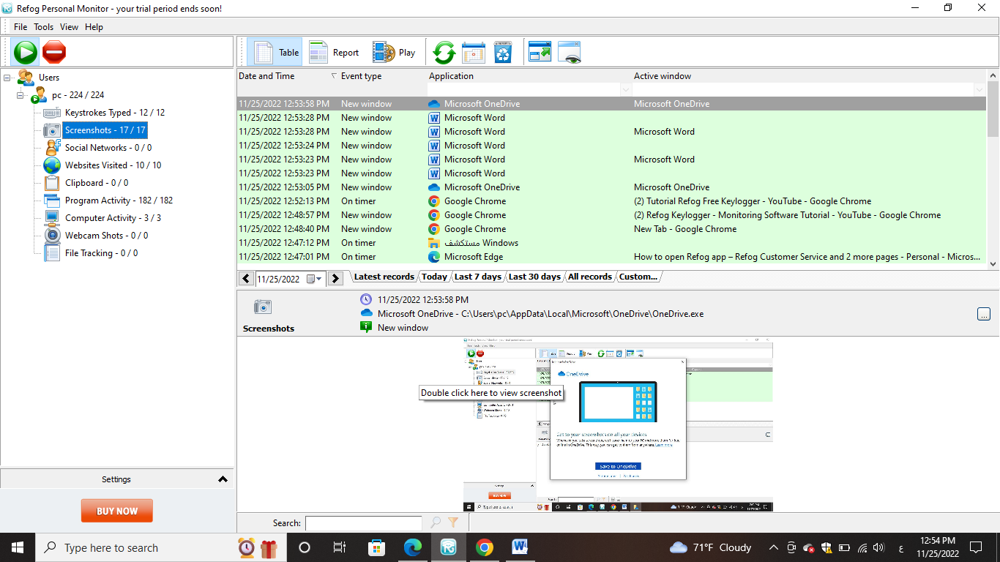 Refog Personal Monitor - your trial period ends soon!
File Tools View Help
Table Report Play
Users
pc - 224 / 224
Keystrokes Typed - 12 / 12
Screenshots - 17 / 17
Social Networks - 0 / 0
Websites Visited - 10 / 10
Clipboard - 0 / 0
Program Activity - 182 / 182
Computer Activity - 3 / 3
Webcam Shots - 0 / 0
File Tracking - 0 / 0
Settings
BUY NOW
Date and Time Event type Application Active window
11/25/2022 12:53:58 PM New window Microsoft OneDrive Microsoft OneDrive
11/25/2022 12:53:28 PM New window Microsoft Word
11/25/2022 12:53:28 PM New window Microsoft Word Microsoft Word
11/25/2022 12:53:24 PM New window Microsoft Word
11/25/2022 12:53:23 PM New window Microsoft Word Microsoft Word
11/25/2022 12:53:23 PM New window Microsoft Word
11/25/2022 12:53:05 PM New window Microsoft OneDrive Microsoft OneDrive
11/25/2022 12:52:13 PM On timer Google Chrome (2) Tutorial Refog Free Keylogger - YouTube - Google Chrome
11/25/2022 12:48:57 PM New window Google Chrome (2) Refog Keylogger - Monitoring Software Tutorial - YouTube - Google Chrome
11/25/2022 12:48:40 PM New window Google Chrome New Tab - Google Chrome
11/25/2022 12:47:12 PM On timer مستكشف Windows
11/25/2022 12:47:01 PM On timer Microsoft Edge How to open Refog app – Refog Customer Service and 2 more pages - Personal - Micros...
11/25/2022 Latest records Today Last 7 days Last 30 days All records Custom...
Screenshots
11/25/2022 12:53:58 PM
Microsoft OneDrive - C:\Users\pc\AppData\Local\Microsoft\OneDrive\OneDrive.exe
New window
...
OneDrive
Double click here to view screenshot
Get to your screenshots on all your devices
Save to OneDrive
Search:
Type here to search
71°F Cloudy
ع
12:54 PM
11/25/2022